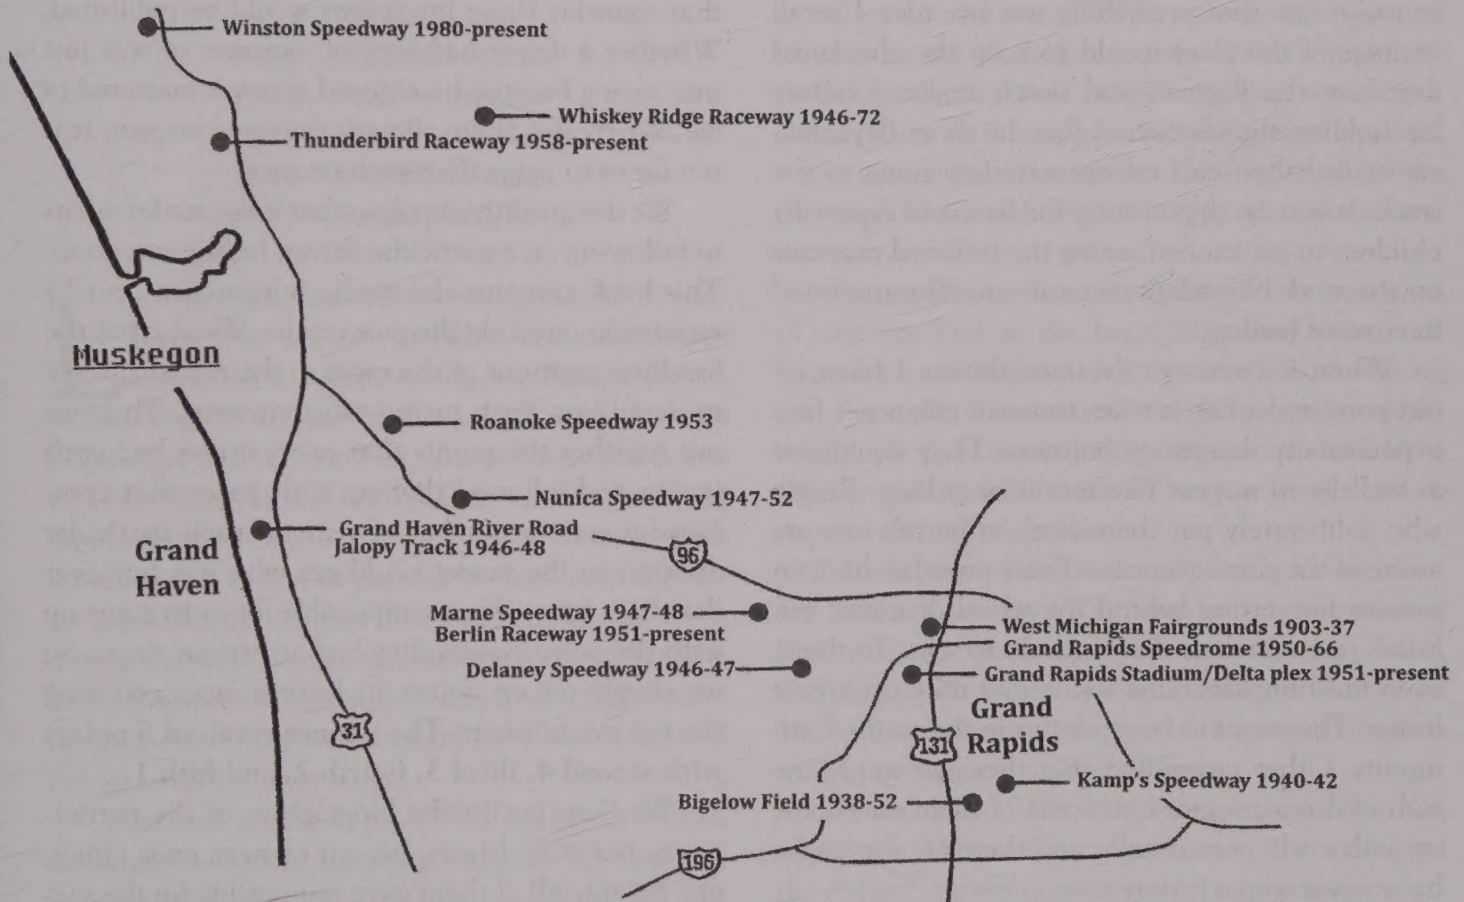 Winston Speedway 1980-present
Whiskey Ridge Raceway 1946-72
Thunderbird Raceway 1958-present
Muskegon
Roanoke Speedway 1953
Nunica Speedway 1947-52
Grand Haven River Road
Jalopy Track 1946-48
Grand
Haven
96
Marne Speedway 1947-48
Berlin Raceway 1951-present
West Michigan Fairgrounds 1903-37
Grand Rapids Speedrome 1950-66
Delaney Speedway 1946-47
Grand Rapids Stadium/Delta plex 1951-present
Grand
Rapids
31
131
Kamp's Speedway 1940-42
Bigelow Field 1938-52
196